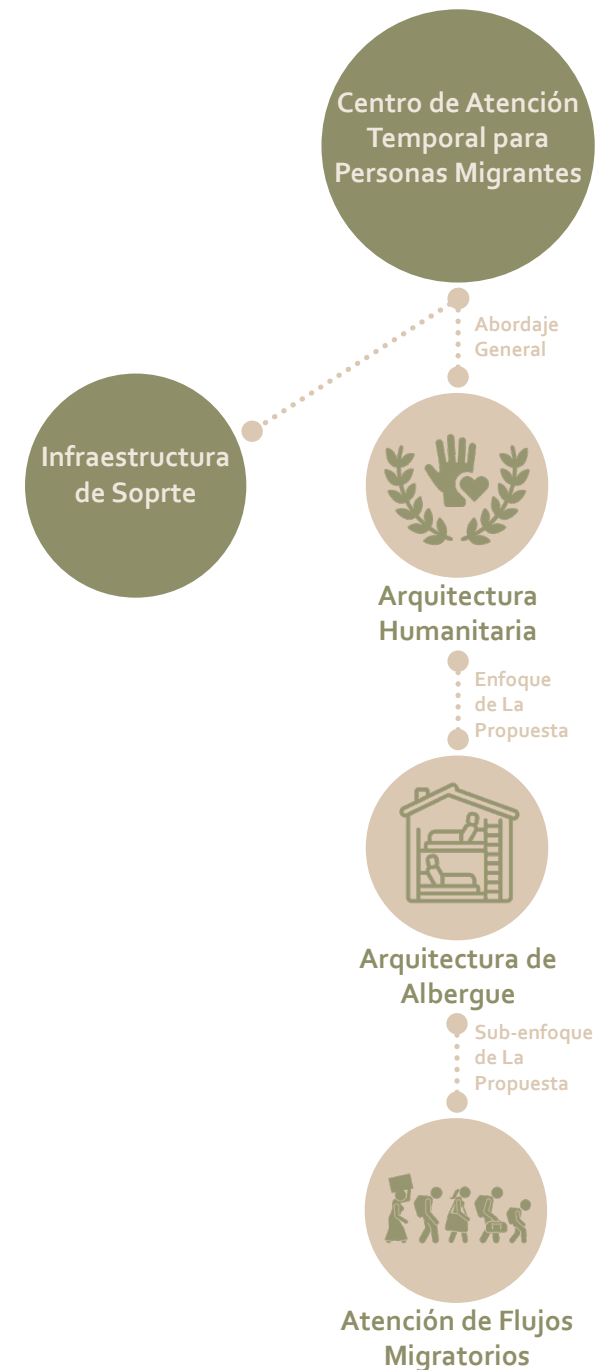 Centro de Atención
Temporal para
Personas Migrantes
Abordaje
General
Infraestructura
de Soprte
Arquitectura
Humanitaria
Enfoque
de La
Propuesta
Arquitectura de
Albergue
Sub-enfoque
de La
Propuesta
Atención de Flujos
Migratorios